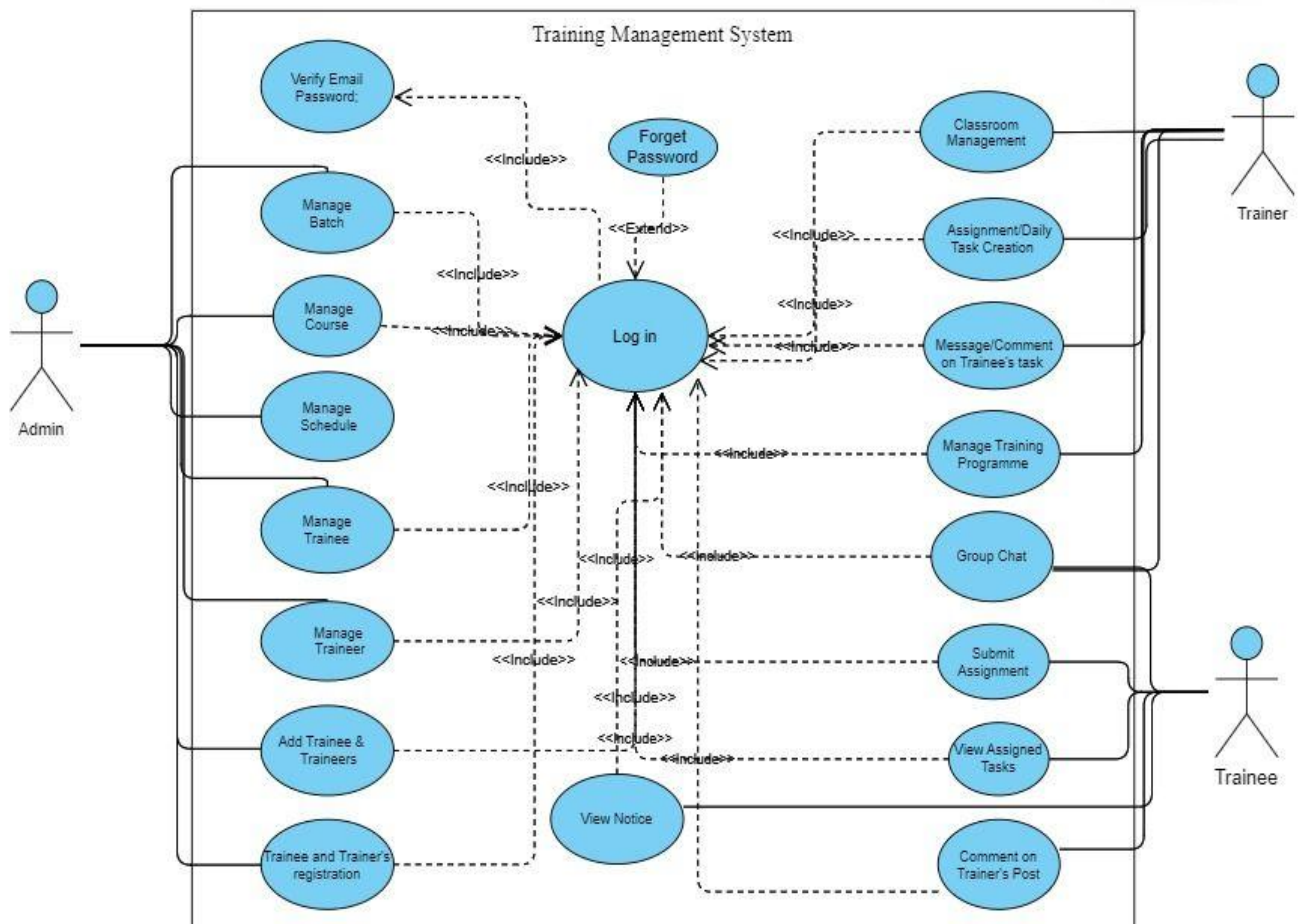 Training Management System
Verify Email
Password;
Forget
Password
Classroom
Management
<<Include>>
Trainer
Manage
Batch
<<Extend>>
<<Include>>
Assignment/Daily
Task Creation
<<Include>>
Manage
Course
<<Include>>
Log in
<<Include>>
<<Include>>
Message/Comment
on Trainee's task
Admin
Manage
Schedule
Manage Training
Programme
<<Include>>
<<Include>>
Manage
Trainee
Group Chat
<<Include>>
<<Include>>
<<Include>>
Manage
Traineer
Submit
Assignment
<<Include>>
<<Include>>
<<Include>>
<<Include>>
Add Trainee &
Traineers
View Assigned
Tasks
<<Include>>
Trainee
View Notice
Trainee and Trainer's
registration
Comment on
Trainer's Post